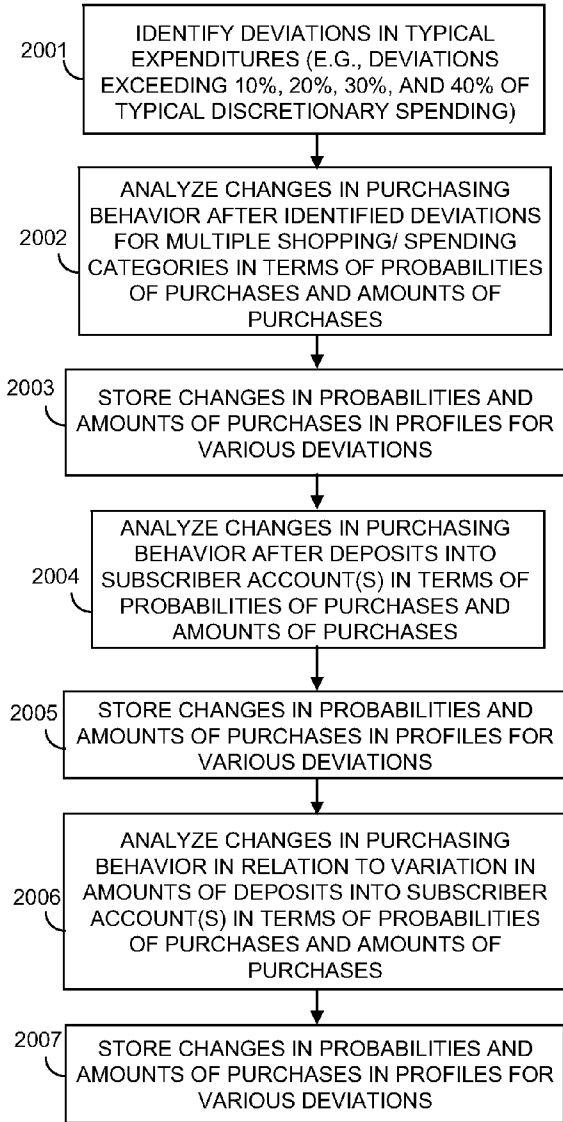 2001
IDENTIFY DEVIATIONS IN TYPICAL
EXPENDITURES (E.G., DEVIATIONS
EXCEEDING 10%, 20%, 30%, AND 40% OF
TYPICAL DISCRETIONARY SPENDING)
2002
ANALYZE CHANGES IN PURCHASING
BEHAVIOR AFTER IDENTIFIED DEVIATIONS
FOR MULTIPLE SHOPPING/ SPENDING
CATEGORIES IN TERMS OF PROBABILITIES
OF PURCHASES AND AMOUNTS OF
PURCHASES
2003
STORE CHANGES IN PROBABILITIES AND
AMOUNTS OF PURCHASES IN PROFILES FOR
VARIOUS DEVIATIONS
2004
ANALYZE CHANGES IN PURCHASING
BEHAVIOR AFTER DEPOSITS INTO
SUBSCRIBER ACCOUNT(S) IN TERMS OF
PROBABILITIES OF PURCHASES AND
AMOUNTS OF PURCHASES
2005
STORE CHANGES IN PROBABILITIES AND
AMOUNTS OF PURCHASES IN PROFILES FOR
VARIOUS DEVIATIONS
2006
ANALYZE CHANGES IN PURCHASING
BEHAVIOR IN RELATION TO VARIATION IN
AMOUNTS OF DEPOSITS INTO SUBSCRIBER
ACCOUNT(S) IN TERMS OF PROBABILITIES
OF PURCHASES AND AMOUNTS OF
PURCHASES
2007
STORE CHANGES IN PROBABILITIES AND
AMOUNTS OF PURCHASES IN PROFILES FOR
VARIOUS DEVIATIONS